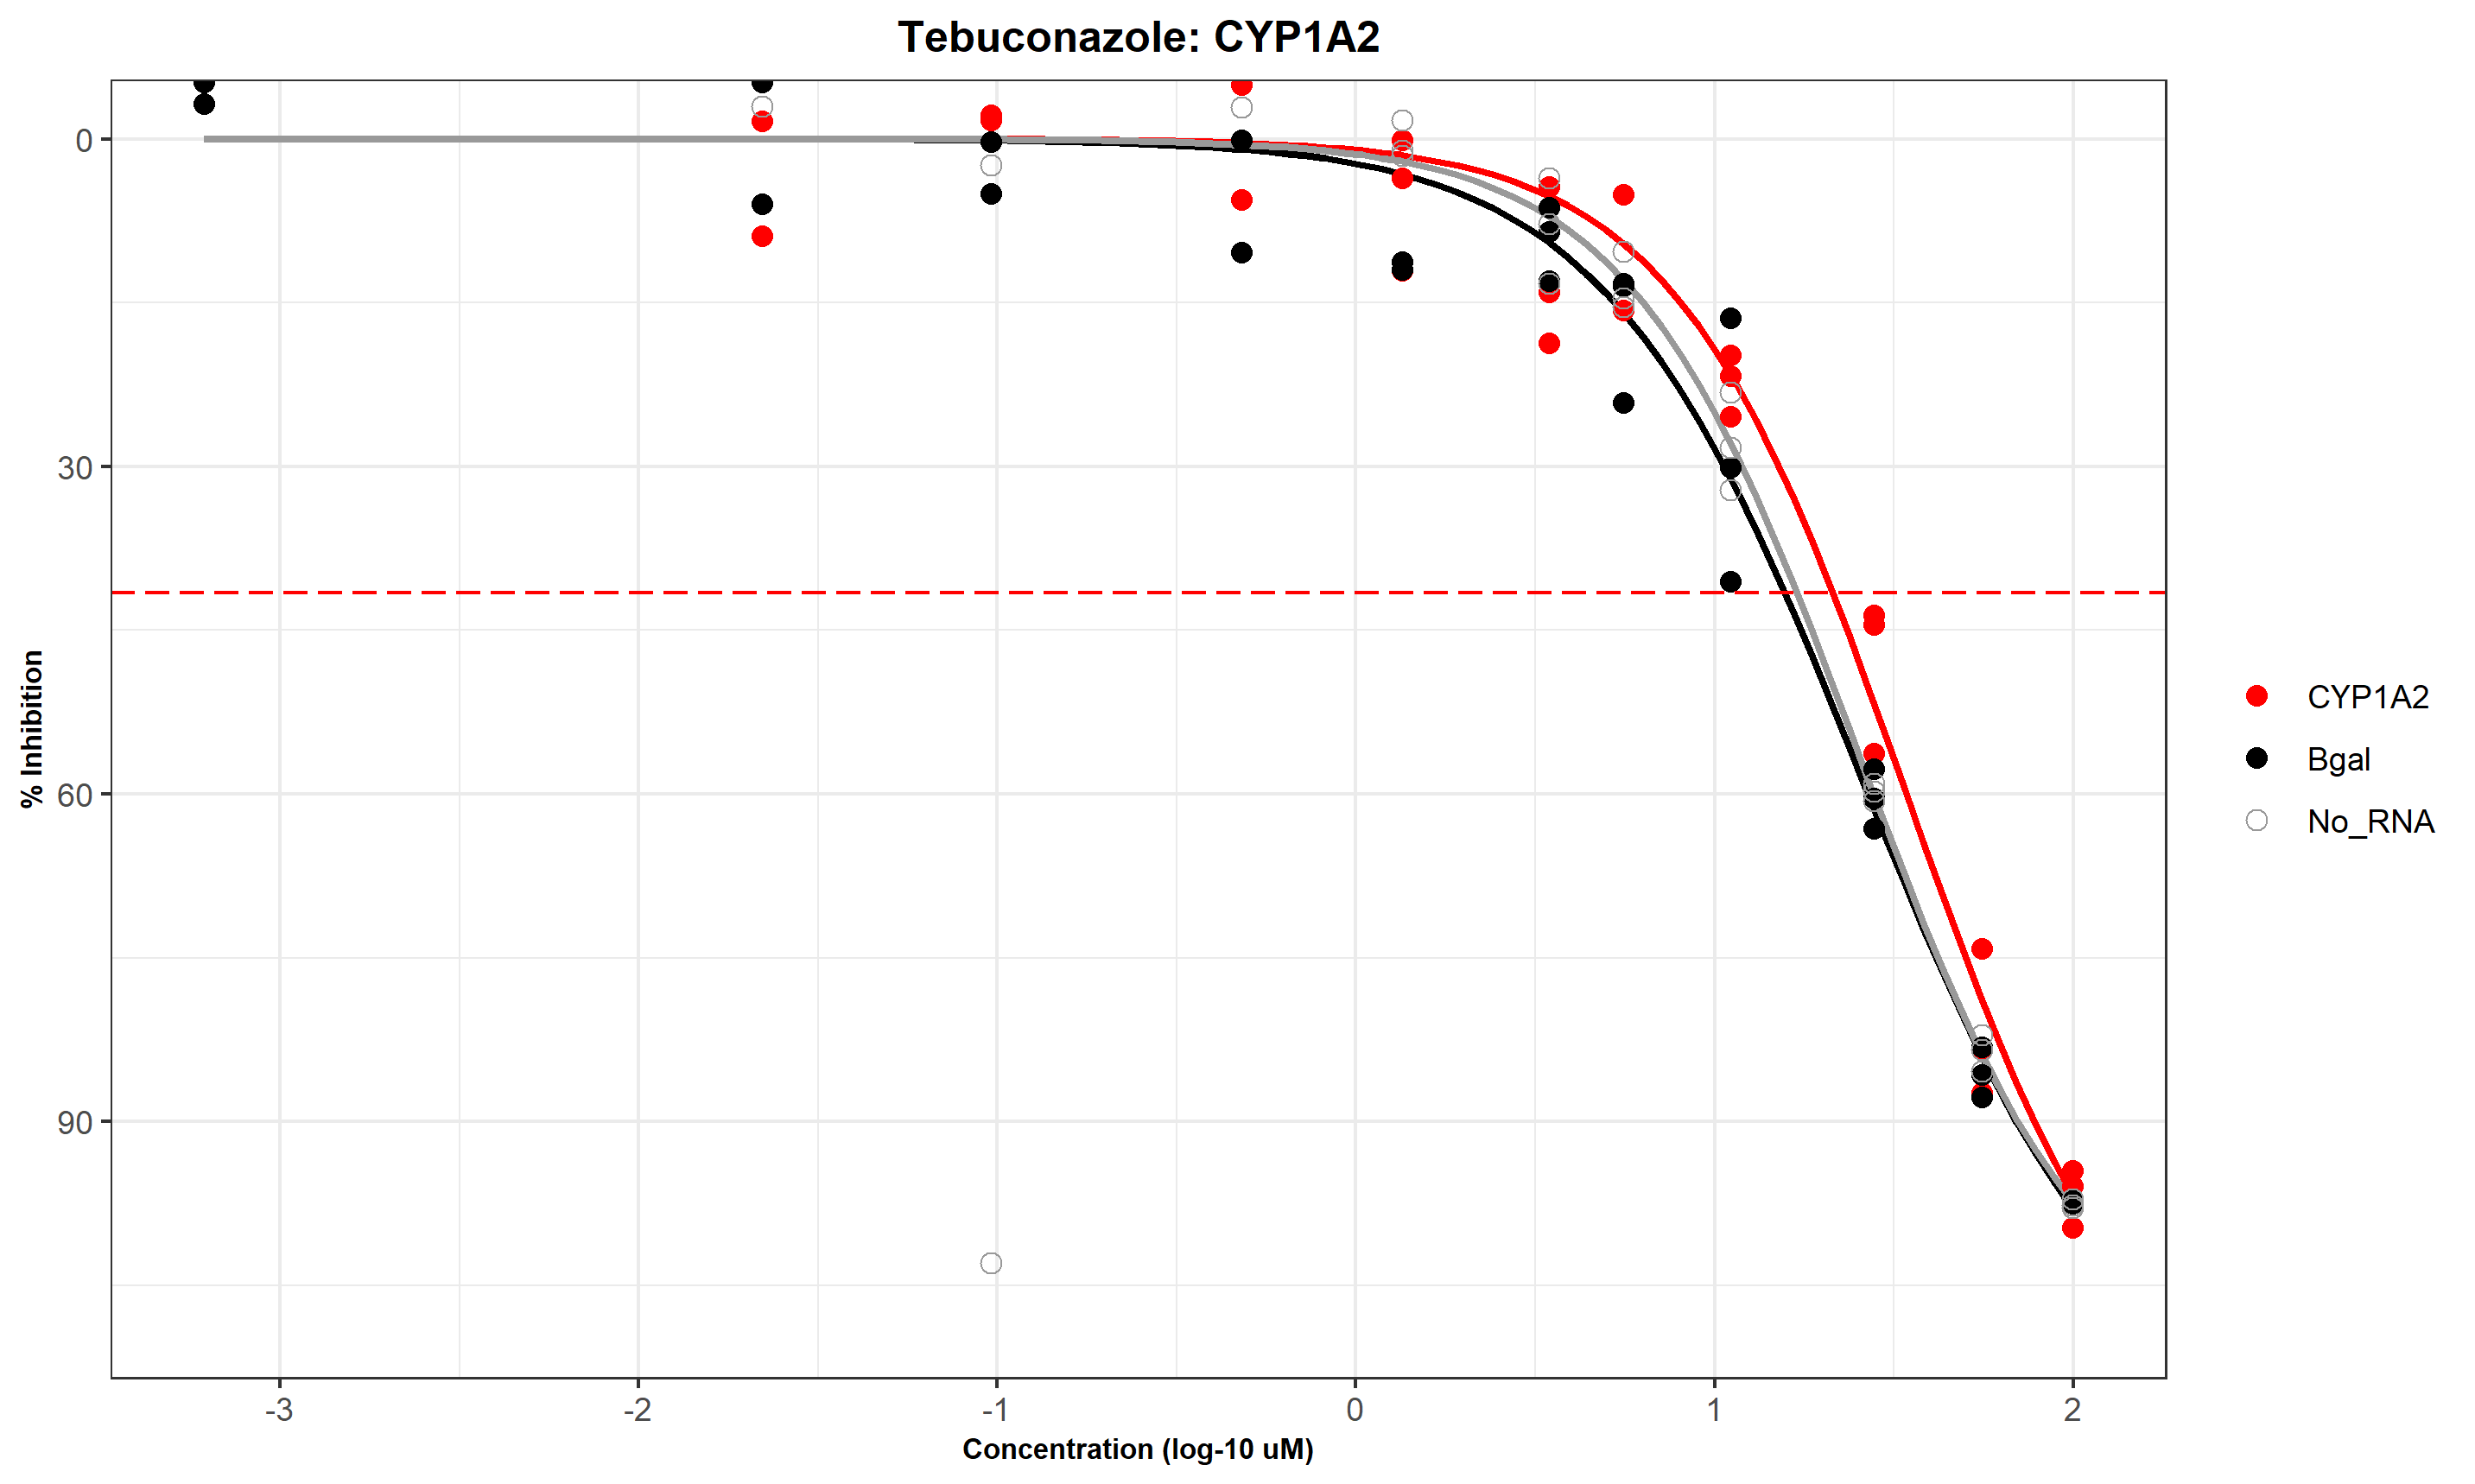 Tebuconazole: CYP1A2
0
30
60
90
% Inhibition
-3 -2 -1 0 1 2
Concentration (log-10 uM)
CYP1A2
Bgal
No_RNA